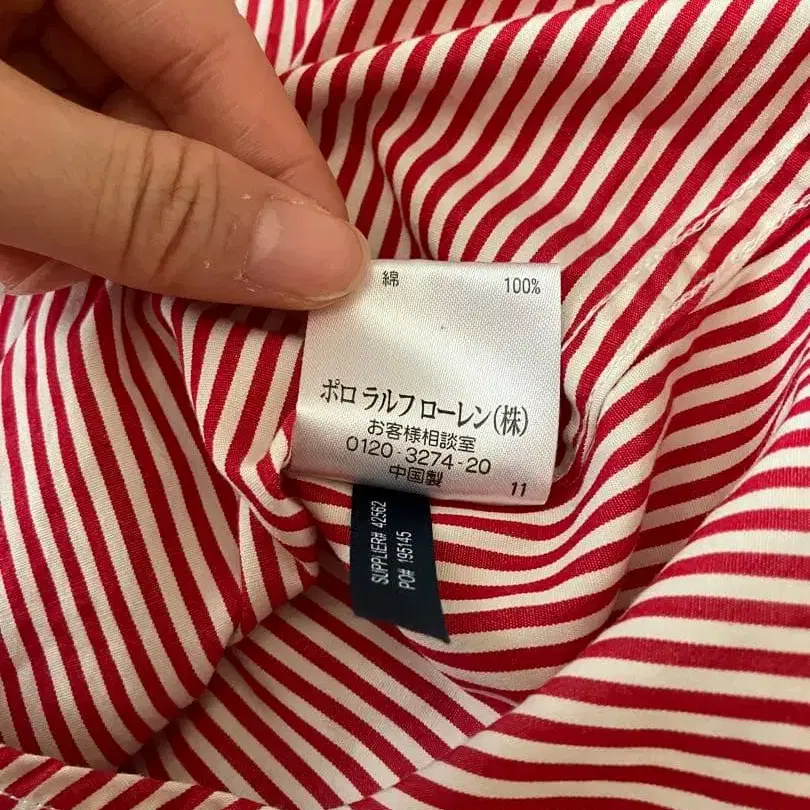 綿 100%
ポロ ラルフ ローレン(株)
お客様相談室
0120-3274-20
中国製 11
SUPPLIER# 42562
PO# 195145